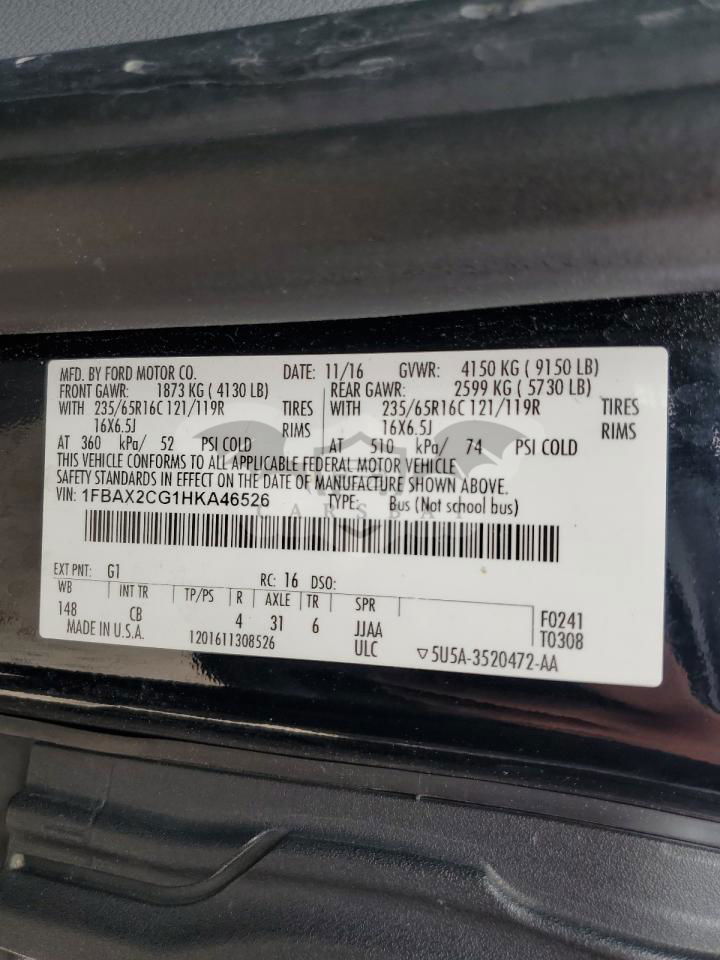 MFD. BY FORD MOTOR CO. DATE: 11/16 GVWR: 4150 KG ( 9150 LB)
FRONT GAWR: 1873 KG ( 4130 LB) REAR GAWR: 2599 KG ( 5730 LB)
WITH 235/65R16C 121/119R TIRES WITH 235/65R16C 121/119R TIRES
16X6.5J RIMS 16X6.5J RIMS
AT 360 kPa/ 52 PSI COLD AT 510 kPa/ 74 PSI COLD
THIS VEHICLE CONFORMS TO ALL APPLICABLE FEDERAL MOTOR VEHICLE
SAFETY STANDARDS IN EFFECT ON THE DATE OF MANUFACTURE SHOWN ABOVE.
VIN: 1FBAX2CG1HKA46526 TYPE: Bus (Not school bus)
CARSBAT
EXT PNT: G1 RC: 16 DSO:
WB INT TR TP/PS R AXLE TR SPR
148 CB 4 31 6 JJAA F0241
MADE IN U.S.A. 1201611308526 ULC T0308
▽5U5A-3520472-AA